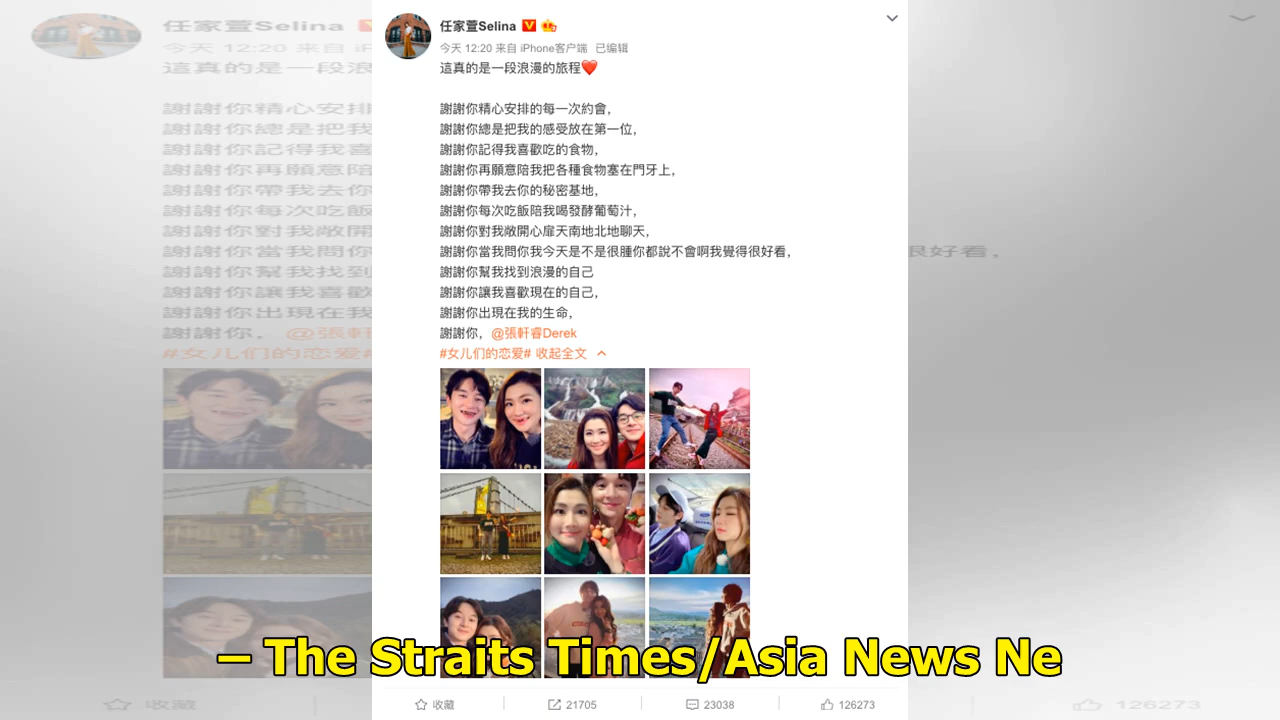 任家萱Selina
今天 12:20 来自 iPhone客户端 已编辑
這真的是一段浪漫的旅程❤️
謝謝你精心安排的每一次約會，
謝謝你總是把我的感受放在第一位，
謝謝你記得我喜歡吃的食物，
謝謝你再願意陪我把各種食物塞在門牙上，
謝謝你帶我去你的秘密基地，
謝謝你每次吃飯陪我喝發酵葡萄汁，
謝謝你對我敞開心扉天南地北地聊天，
謝謝你當我問你我今天是不是很腫你都說不會啊我覺得很好看，
謝謝你幫我找到浪漫的自己
謝謝你讓我喜歡現在的自己，
謝謝你出現在我的生命，
謝謝你，@張軒睿Derek
#女儿们的恋爱# 收起全文
– The Straits Times/Asia News Ne
收藏 21705 23038 126273